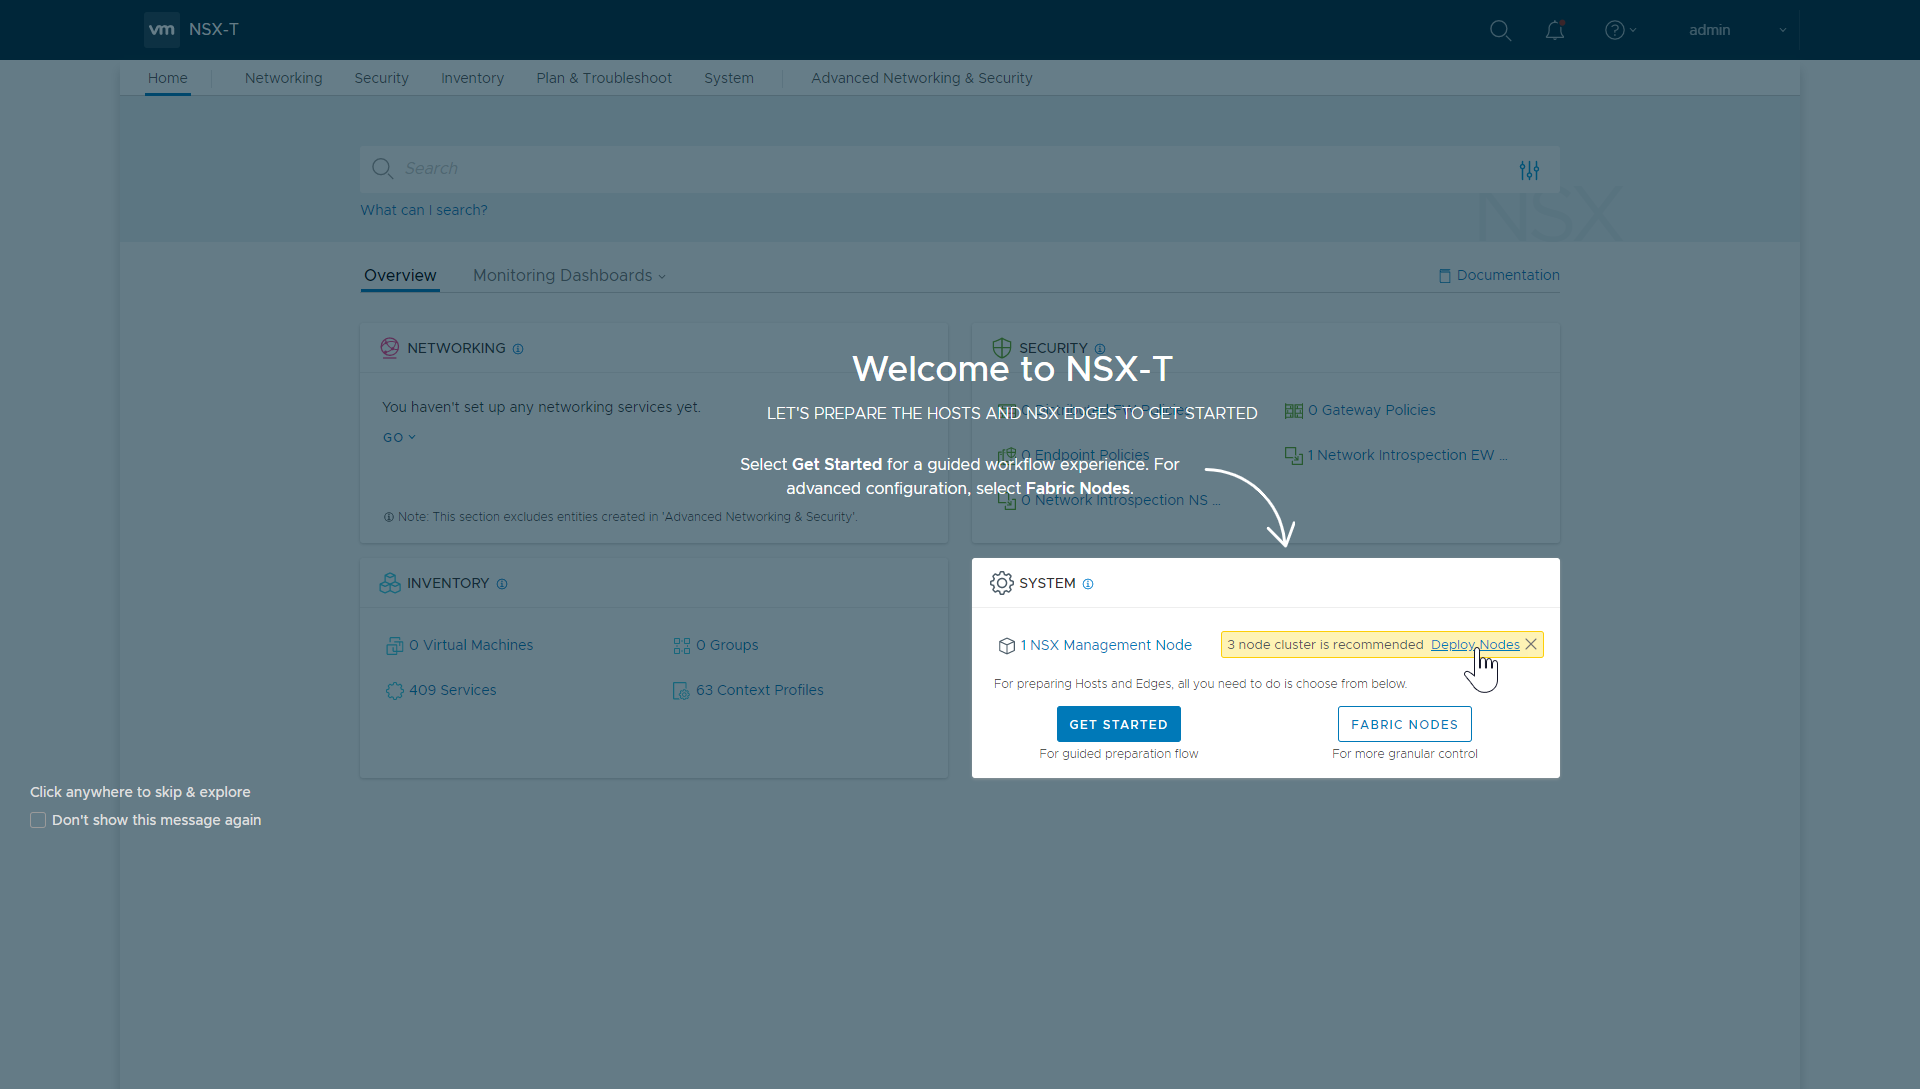 vm NSX-T
admin
Home Networking Security Inventory Plan & Troubleshoot System Advanced Networking & Security
Search
NSX
What can I search?
Overview Monitoring Dashboards Documentation
NETWORKING
You haven't set up any networking services yet.
GO
Note: This section excludes entities created in 'Advanced Networking & Security'.
SECURITY
Welcome to NSX-T
LET'S PREPARE THE HOSTS AND NSX EDGES TO GET STARTED
Select Get Started for a guided workflow experience. For
advanced configuration, select Fabric Nodes.
0 Distributed FW Policies
0 Gateway Policies
0 Endpoint Policies
1 Network Introspection EW ...
0 Network Introspection NS ...
INVENTORY
0 Virtual Machines
0 Groups
409 Services
63 Context Profiles
SYSTEM
1 NSX Management Node
3 node cluster is recommended Deploy Nodes
For preparing Hosts and Edges, all you need to do is choose from below.
GET STARTED
For guided preparation flow
FABRIC NODES
For more granular control
Click anywhere to skip & explore
Don't show this message again